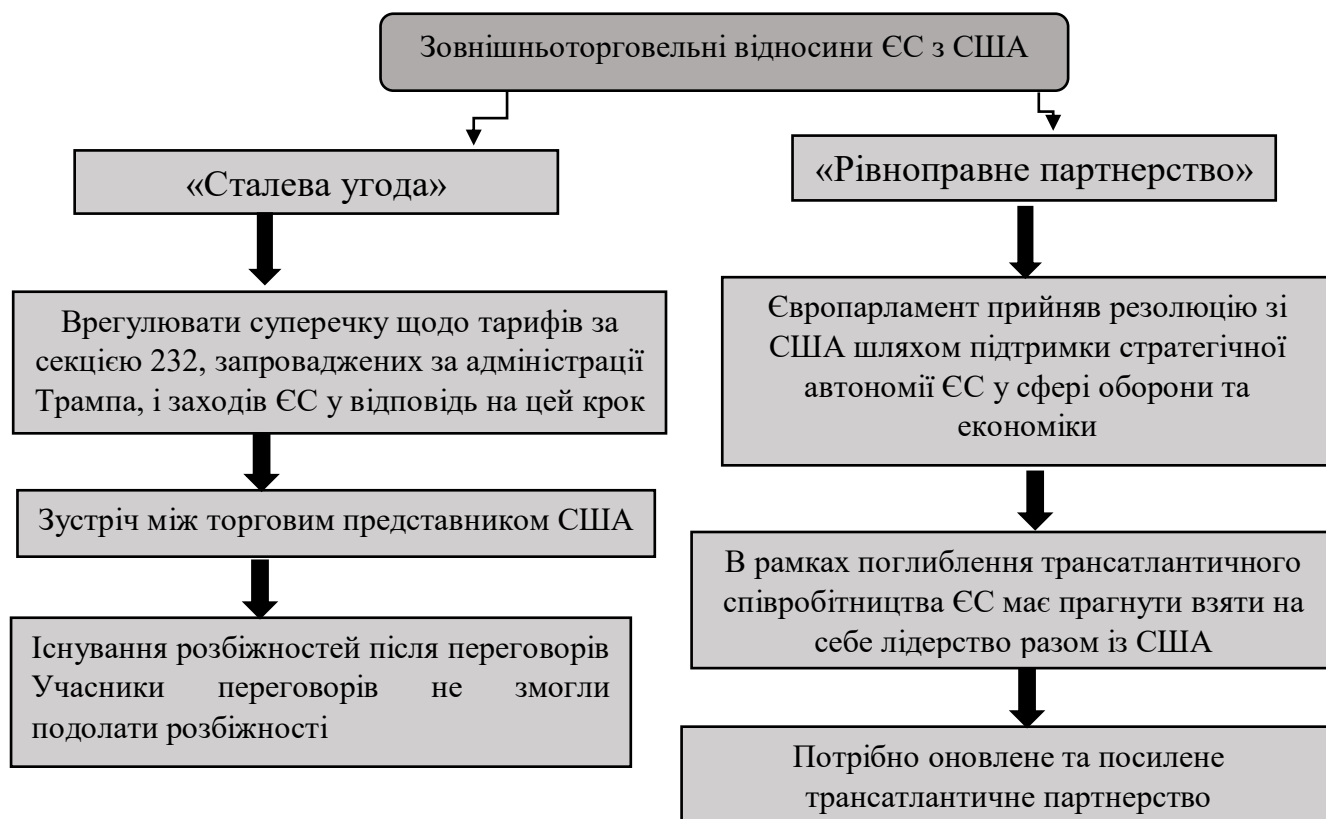 Зовнішньоторговельні відносини ЄС з США
«Сталева угода»
Врегулювати суперечку щодо тарифів за
секцією 232, запроваджених за адміністрації
Трампа, і заходів ЄС у відповідь на цей крок
Зустріч між торговим представником США
Існування розбіжностей після переговорів
Учасники переговорів не змогли
подолати розбіжності
«Рівноправне партнерство»
Європарламент прийняв резолюцію зі
США шляхом підтримки стратегічної
автономії ЄС у сфері оборони та
економіки
В рамках поглиблення трансатлантичного
співробітництва ЄС має прагнути взяти на
себе лідерство разом із США
Потрібно оновлене та посилене
трансатлантичне партнерство